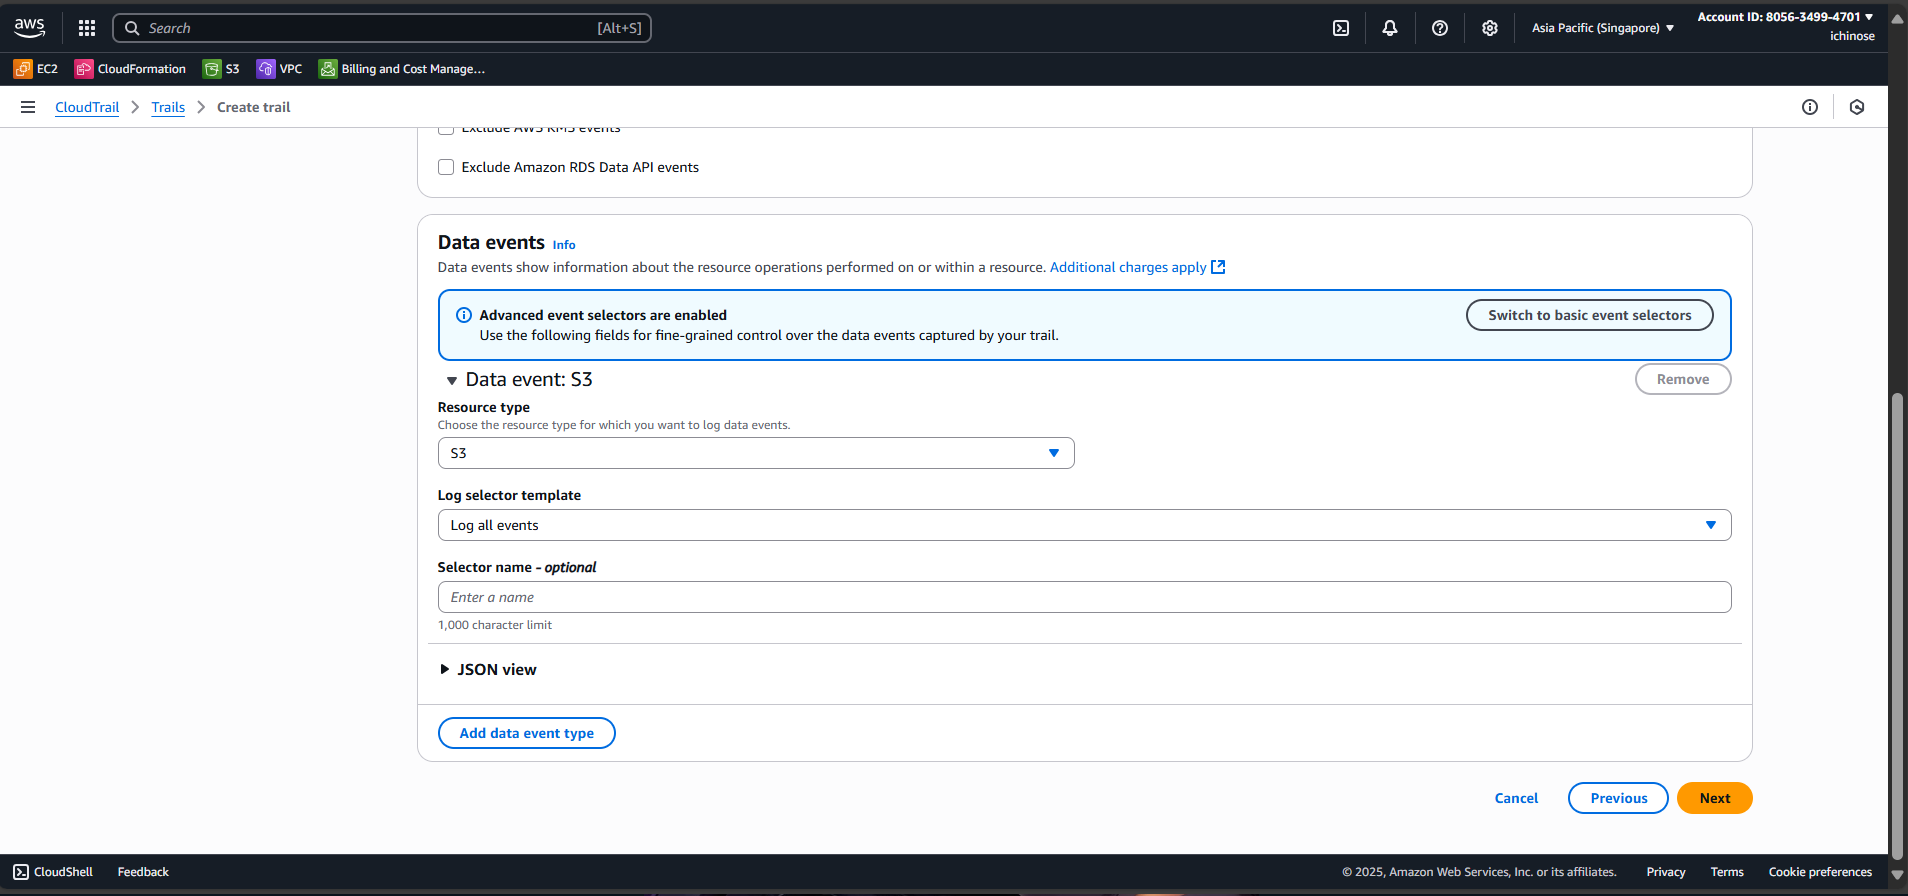 aws
Search [Alt+S]
Asia Pacific (Singapore)
Account ID: 8056-3499-4701
ichinose
EC2 CloudFormation S3 VPC Billing and Cost Manage...
CloudTrail Trails Create trail
Exclude AWS KMS events
Exclude Amazon RDS Data API events
Data events Info
Data events show information about the resource operations performed on or within a resource. Additional charges apply
Advanced event selectors are enabled
Use the following fields for fine-grained control over the data events captured by your trail.
Switch to basic event selectors
Data event: S3
Remove
Resource type
Choose the resource type for which you want to log data events.
S3
Log selector template
Log all events
Selector name - optional
Enter a name
1,000 character limit
JSON view
Add data event type
Cancel Previous Next
CloudShell Feedback © 2025, Amazon Web Services, Inc. or its affiliates. Privacy Terms Cookie preferences